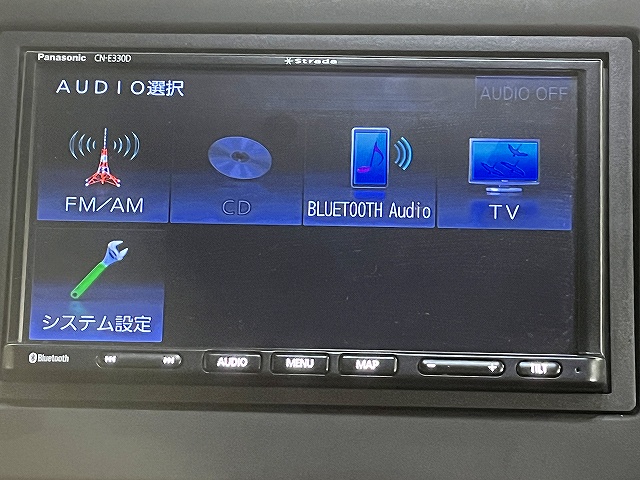 Panasonic CN-E330D
Strada
AUDIO選択
AUDIO OFF
FM/AM
CD
BLUETOOTH Audio
TV
システム設定
Bluetooth
AUDIO
MENU
MAP
TILT